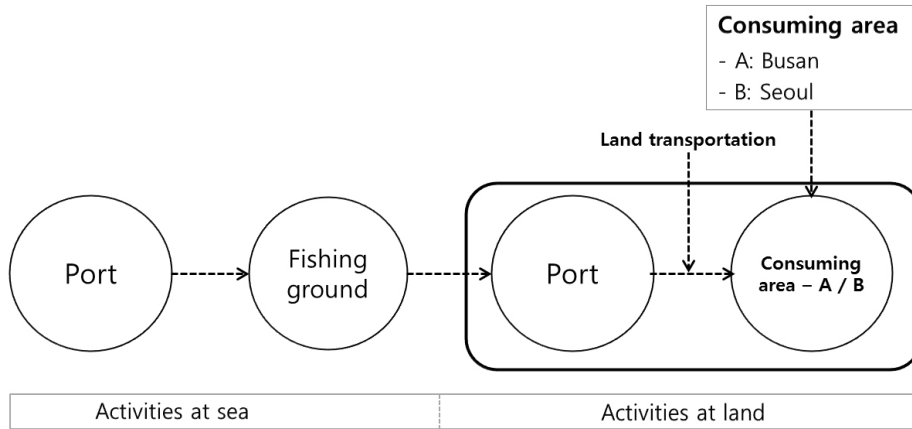 Consuming area
- A: Busan
- B: Seoul
Land transportation
Port
Fishing
ground
Port
Consuming
area – A / B
Activities at sea
Activities at land